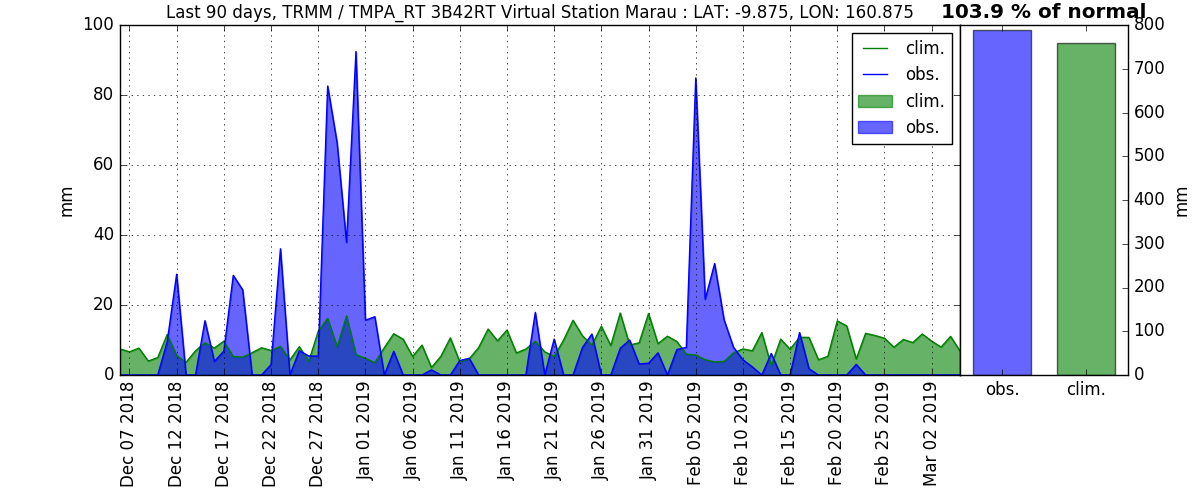 Last 90 days, TRMM / TMPA_RT 3B42RT Virtual Station Marau : LAT: -9.875, LON: 160.875
103.9 % of normal
100
80
60
40
20
0
mm
clim.
obs.
clim.
obs.
800
700
600
500
400
300
200
100
0
mm
Dec 07 2018
Dec 12 2018
Dec 17 2018
Dec 22 2018
Dec 27 2018
Jan 01 2019
Jan 06 2019
Jan 11 2019
Jan 16 2019
Jan 21 2019
Jan 26 2019
Jan 31 2019
Feb 05 2019
Feb 10 2019
Feb 15 2019
Feb 20 2019
Feb 25 2019
Mar 02 2019
obs.
clim.